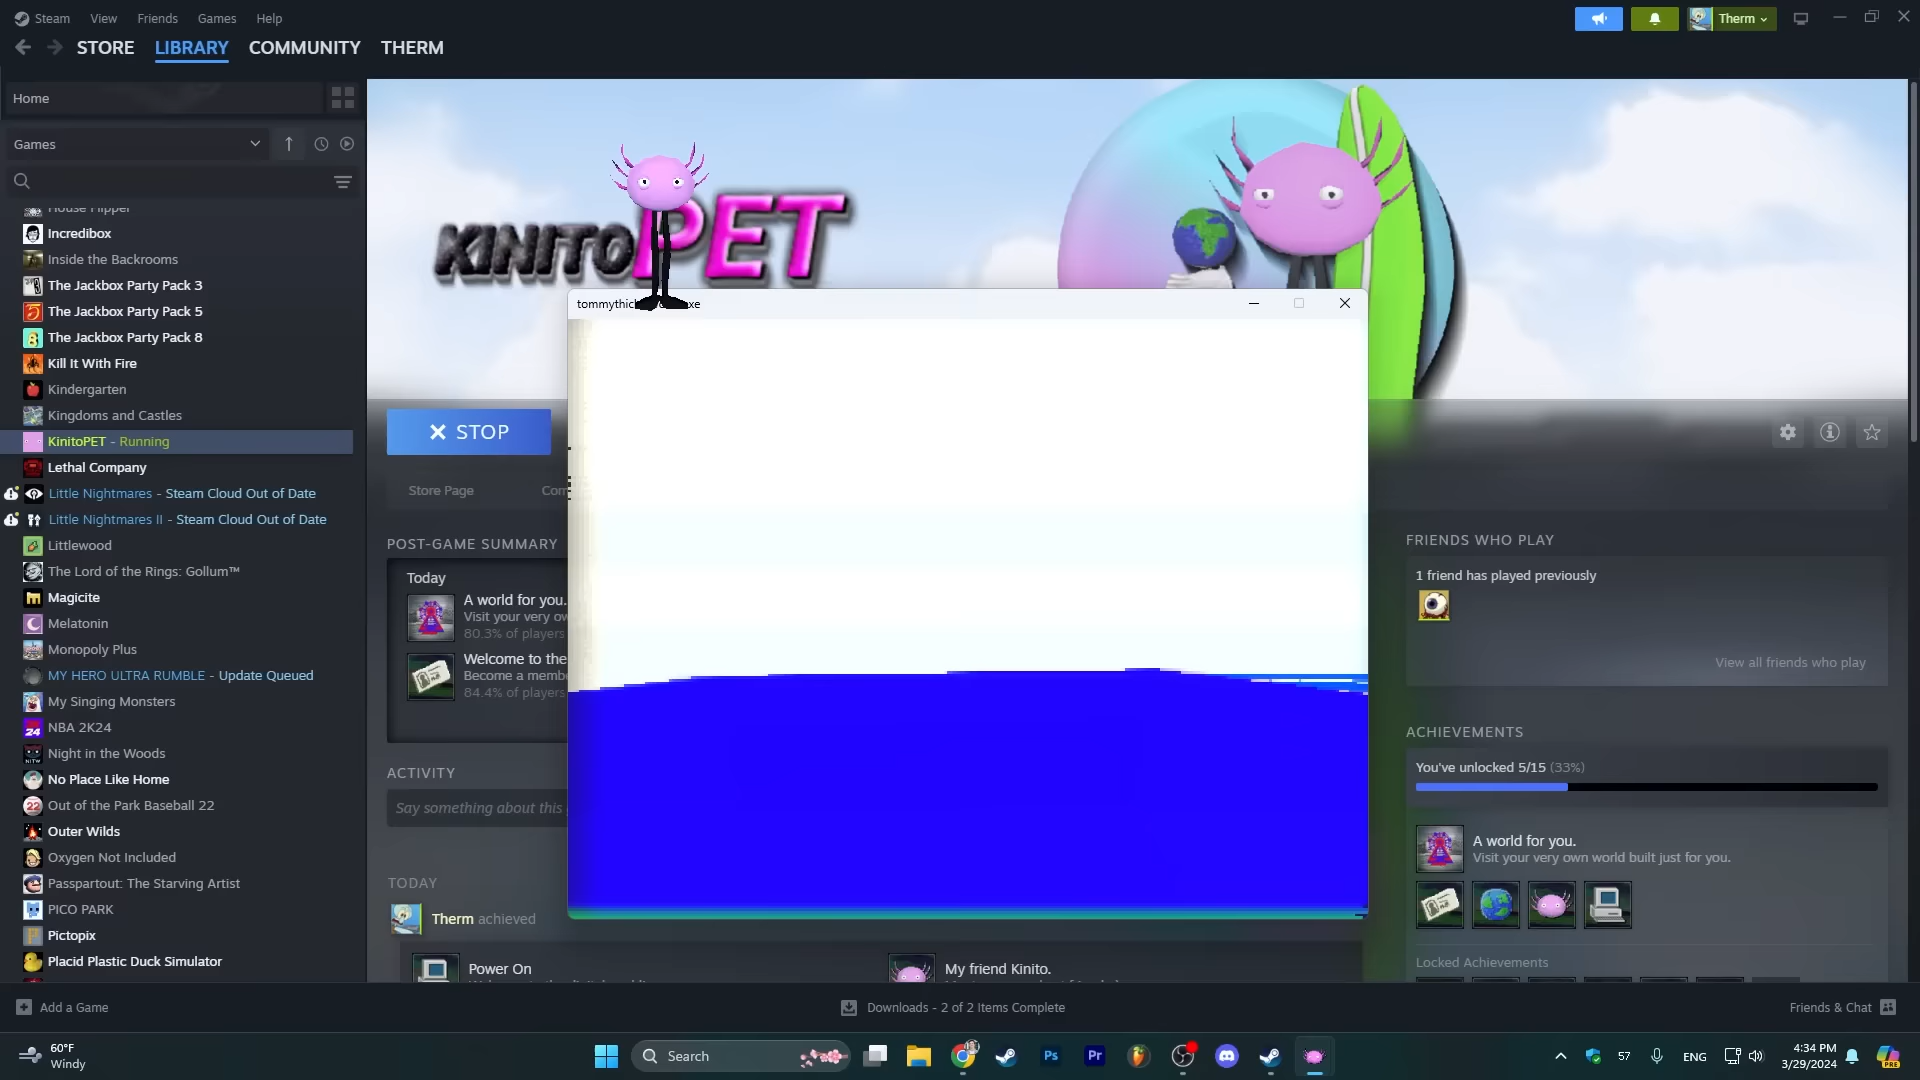 Steam View Friends Games Help
Therm
STORE LIBRARY COMMUNITY THERM
Home
Games
House Flipper
Incredibox
Inside the Backrooms
The Jackbox Party Pack 3
The Jackbox Party Pack 5
The Jackbox Party Pack 8
Kill It With Fire
Kindergarten
Kingdoms and Castles
KinitoPET - Running
Lethal Company
Little Nightmares - Steam Cloud Out of Date
Little Nightmares II - Steam Cloud Out of Date
Littlewood
The Lord of the Rings: Gollum™
Magicite
Melatonin
Monopoly Plus
MY HERO ULTRA RUMBLE - Update Queued
My Singing Monsters
NBA 2K24
Night in the Woods
No Place Like Home
Out of the Park Baseball 22
Outer Wilds
Oxygen Not Included
Passpartout: The Starving Artist
PICO PARK
Pictopix
Placid Plastic Duck Simulator
KINITOPET
STOP
Store Page
POST-GAME SUMMARY
Today
A world for you.
Visit your very
80.3% of players
Welcome to the
Become a
84.4% of players
ACTIVITY
Say something about this
TODAY
Therm achieved
Power On
My friend Kinito.
FRIENDS WHO PLAY
1 friend has played previously
View all friends who play
ACHIEVEMENTS
You've unlocked 5/15 (33%)
A world for you.
Visit your very own world built just for you.
Locked Achievements
Add a Game
Downloads - 2 of 2 Items Complete
Friends & Chat
60°F
Windy
Search
Ps
Pr
57
ENG
4:34 PM
3/29/2024